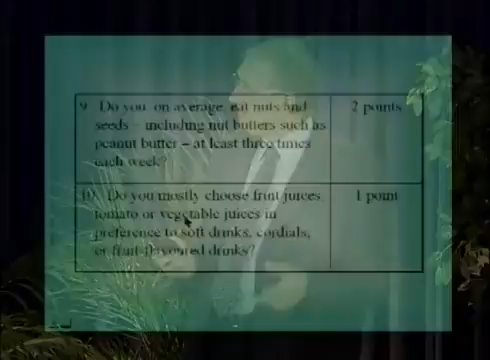 9 Do you, on average, eat nuts and
seeds – including nut butters such as
peanut butter – at least three times
each week?
2 points
10 Do you mostly choose fruit juices,
tomato or vegetable juices in
preference to soft drinks, cordials,
or fruit-flavoured drinks?
1 point